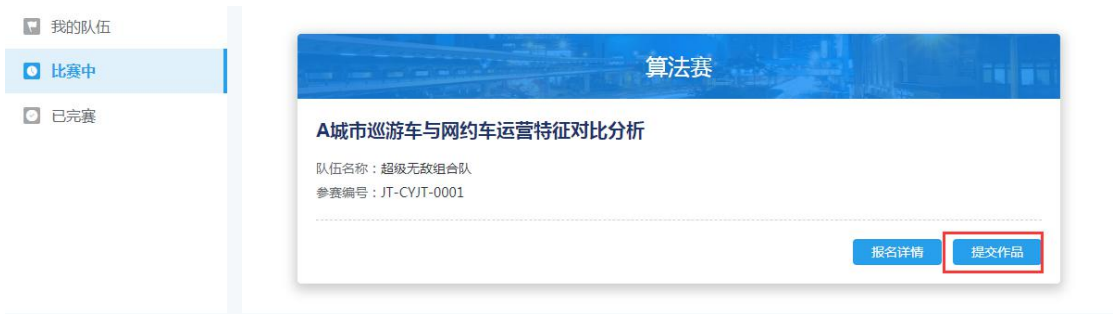 我的队伍
比赛中
已完赛
算法赛
A城市巡游车与网约车运营特征对比分析
队伍名称：超级无敌组合队
参赛编号：JT-CYJT-0001
报名详情
提交作品